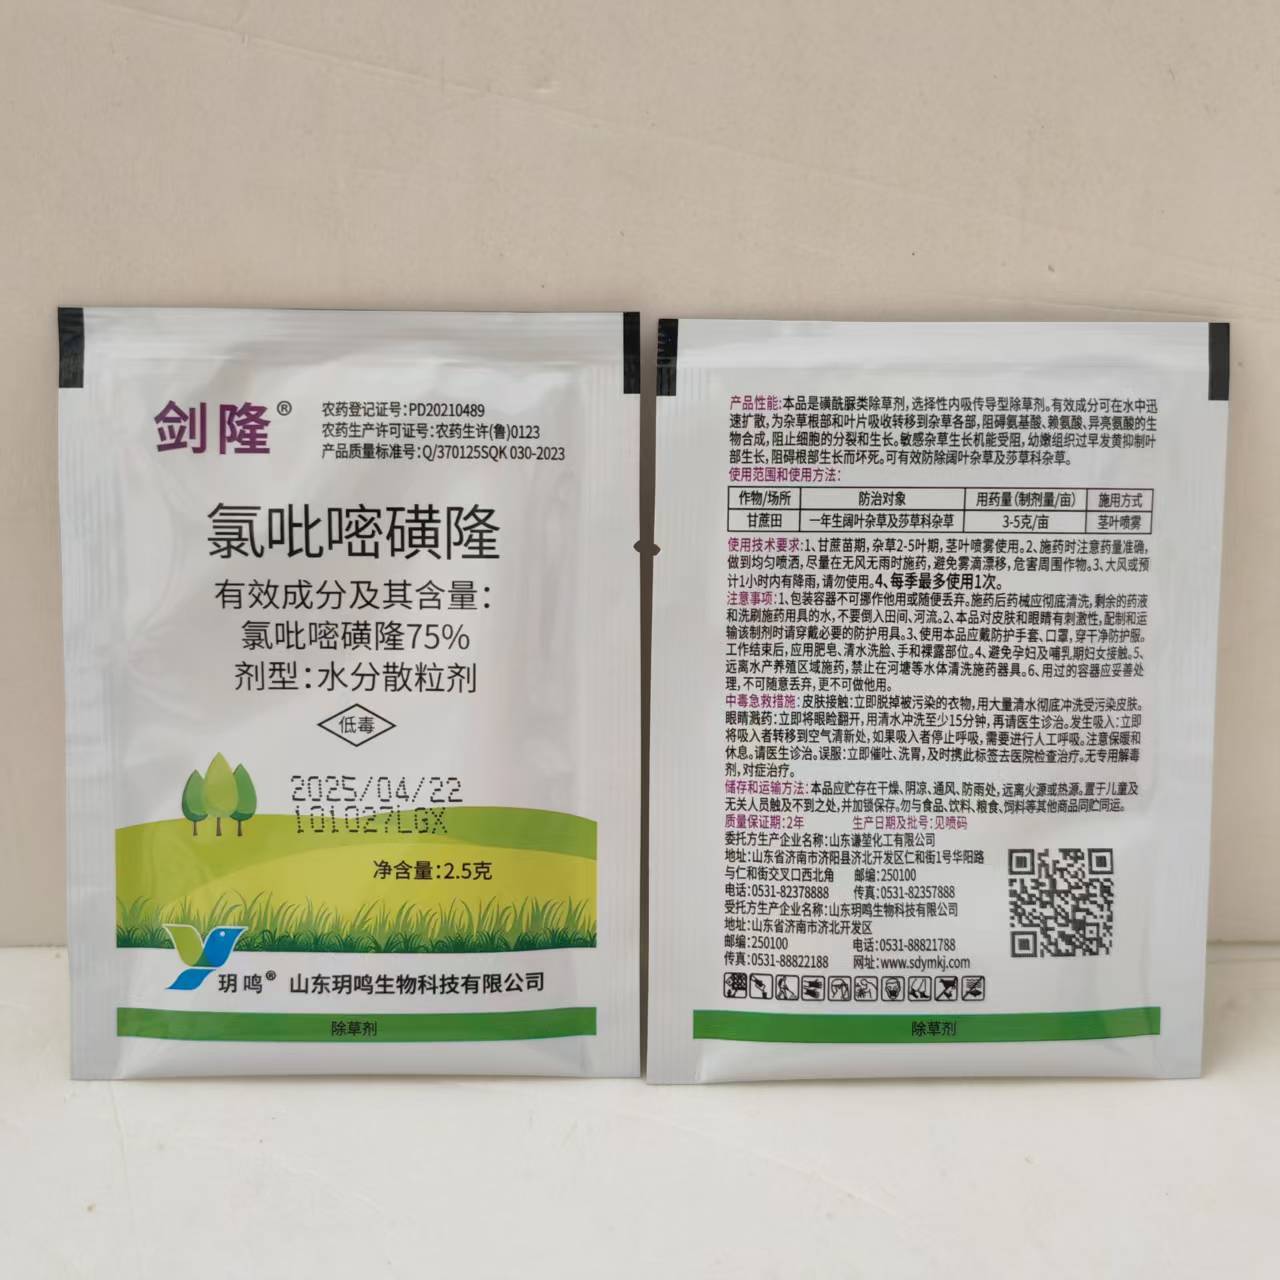 剑隆®
农药登记证号:PD20210489
农药生产许可证号:农药生许(鲁)0123
产品质量标准号:Q/370125SQK 030-2023
氯吡嘧磺隆
有效成分及其含量:
氯吡嘧磺隆75%
剂型:水分散粒剂
低毒
2025/04/22
101027LGX
净含量:2.5克
玥鸣® 山东玥鸣生物科技有限公司
除草剂
产品性能:本品是磺酰脲类除草剂,选择性内吸传导型除草剂。有效成分可在水中迅
速扩散,为杂草根部和叶片吸收转移到杂草各部,阻碍氨基酸、赖氨酸、异亮氨酸的生
物合成,阻止细胞的分裂和生长。敏感杂草生长机能受阻,幼嫩组织过早发黄抑制叶
部生长,阻碍根部生长而坏死。可有效防除阔叶杂草及莎草科杂草。
使用范围和使用方法:
作物/场所 防治对象 用药量(制剂量/亩) 施用方式
甘蔗田 一年生阔叶杂草及莎草科杂草 3-5克/亩 茎叶喷雾
使用技术要求:1、甘蔗苗期,杂草2-5叶期,茎叶喷雾使用。2、施药时注意药量准确,
做到均匀喷洒,尽量在无风无雨时施药,避免雾滴漂移,危害周围作物。3、大风或预
计1小时内有降雨,请勿使用。4、每季最多使用1次。
注意事项:1、包装容器不可挪作他用或随便丢弃。施药后药械应彻底清洗,剩余的药液
和洗刷施药用具的水,不要倒入田间、河流。2、本品对皮肤和眼睛有刺激性,配制和运
输该制剂时请穿戴必要的防护用具。3、使用本品应戴防护手套、口罩,穿干净防护服。
工作结束后,应用肥皂、清水洗脸、手和裸露部位。4、避免孕妇及哺乳期妇女接触。5、
远离水产养殖区域施药,禁止在河塘等水体清洗施药器具。6、用过的容器应妥善处
理,不可随意丢弃,更不可做他用。
中毒急救措施:皮肤接触:立即脱掉被污染的衣物,用大量清水彻底冲洗受污染皮肤。
眼睛溅药:立即将眼睑翻开,用清水冲洗至少15分钟,再请医生诊治。发生吸入:立即
将吸入者转移到空气清新处,如果吸入者停止呼吸,需要进行人工呼吸。注意保暖和
休息。请医生诊治。误服:立即催吐、洗胃,及时携此标签去医院检查治疗。无专用解毒
剂,对症治疗。
储存和运输方法:本品应贮存在干燥、阴凉、通风、防雨处,远离火源或热源。置于儿童及
无关人员触及不到之处,并加锁保存。勿与食品、饮料、粮食、饲料等其他商品同贮同运。
质量保证期:2年 生产日期及批号:见喷码
委托方生产企业名称:山东谦堃化工有限公司
地址:山东省济南市济阳县济北开发区仁和街1号华阳路
与仁和街交叉口西北角 邮编:250100
电话:0531-82378888 传真:0531-82357888
受托方生产企业名称:山东玥鸣生物科技有限公司
地址:山东省济南市济北开发区
邮编:250100 电话:0531-88821788
传真:0531-88822188 网址:www.sdymkj.com
除草剂